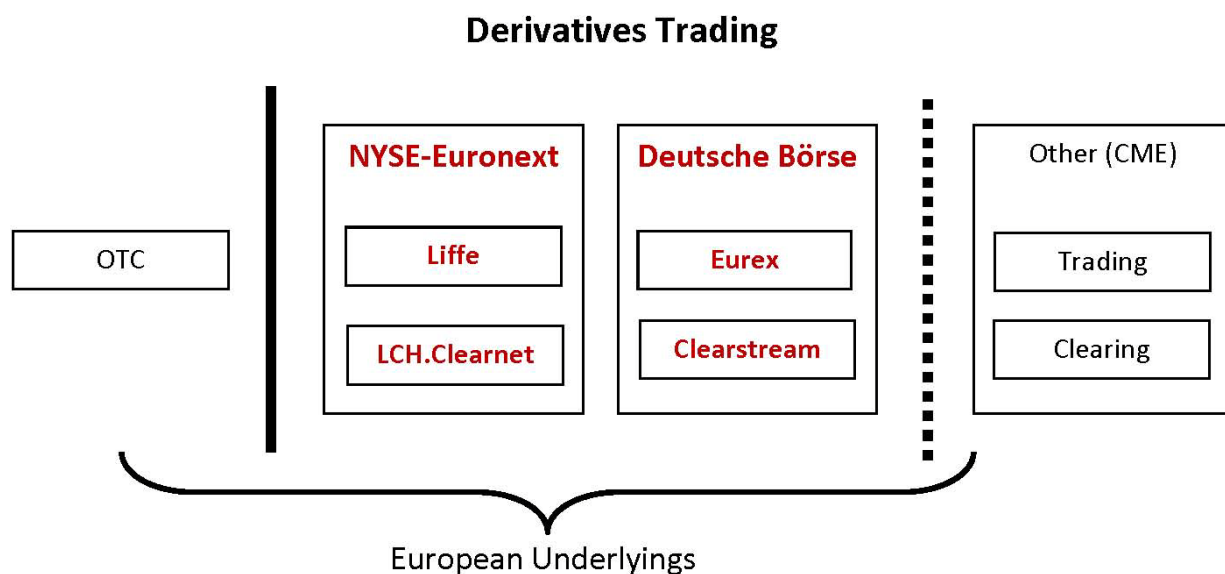 Derivatives Trading
NYSE-Euronext
Deutsche Börse
Other (CME)
OTC
Liffe
Eurex
Trading
LCH.Clearnet
Clearstream
Clearing
European Underlyings